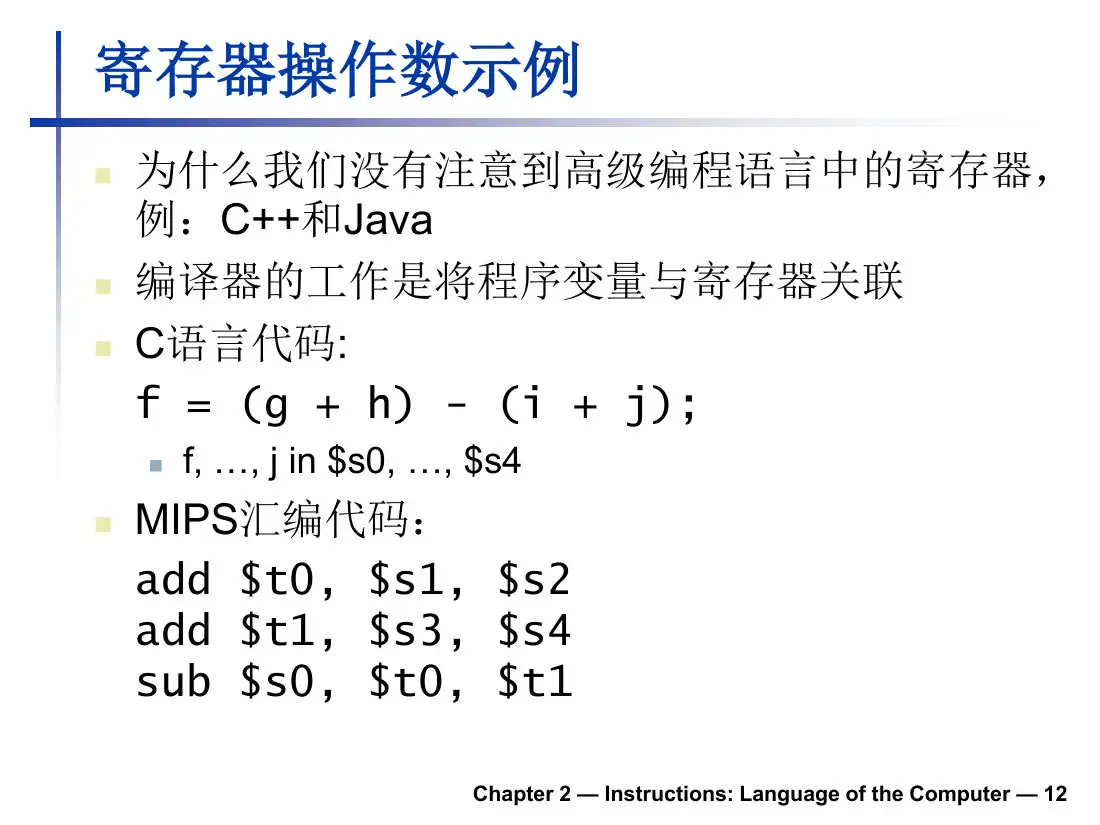 寄存器操作数示例
为什么我们没有注意到高级编程语言中的寄存器，
例：C++和Java
编译器的工作是将程序变量与寄存器关联
C语言代码:
f = (g + h) - (i + j);
f, …, j in $s0, …, $s4
MIPS汇编代码：
add $t0, $s1, $s2
add $t1, $s3, $s4
sub $s0, $t0, $t1
Chapter 2 — Instructions: Language of the Computer — 12